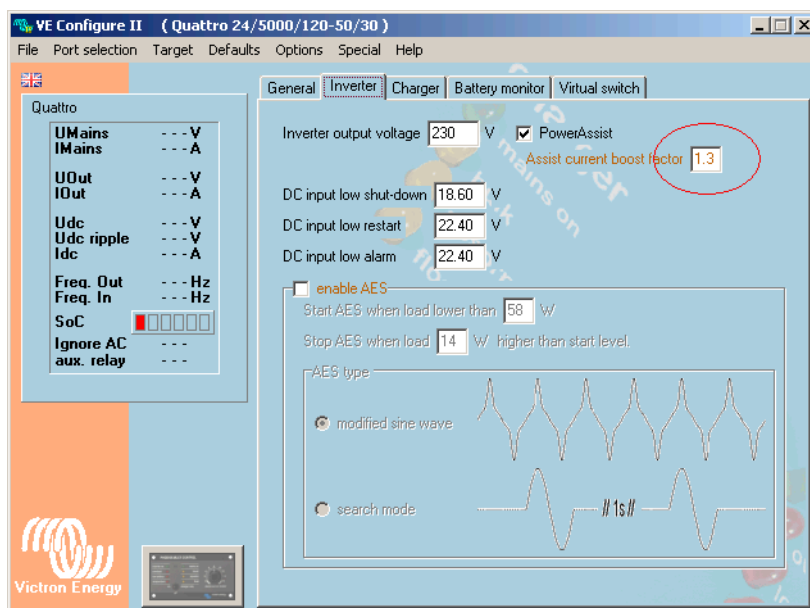 VE Configure II ( Quattro 24/5000/120-50/30 )
File Port selection Target Defaults Options Special Help
General Inverter Charger Battery monitor Virtual switch
Quattro
UMains - - - V
IMains - - - A
UOut - - - V
IOut - - - A
Udc - - - V
Udc ripple - - - V
Idc - - - A
Freq. Out - - - Hz
Freq. In - - - Hz
SoC
Ignore AC - - -
aux. relay - - -
Inverter output voltage 230 V PowerAssist
Assist current boost factor 1.3
DC input low shut-down 18.60 V
DC input low restart 22.40 V
DC input low alarm 22.40 V
enable AES
Start AES when load lower than 58 W
Stop AES when load 14 W higher than start level.
AES type
modified sine wave
search mode
// 1s //
victron energy